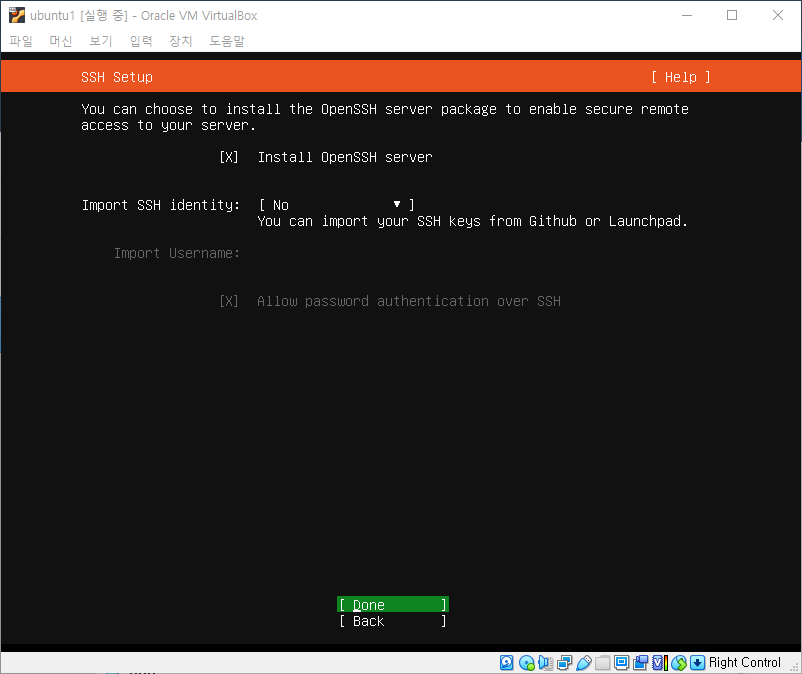 ubuntu1 [실행 중] - Oracle VM VirtualBox
파일 머신 보기 입력 장치 도움말
SSH Setup [ Help ]
You can choose to install the OpenSSH server package to enable secure remote
access to your server.
[X] Install OpenSSH server
Import SSH identity: [ No ▼ ]
You can import your SSH keys from Github or Launchpad.
Import Username:
[X] Allow password authentication over SSH
[ Done ]
[ Back ]
Right Control